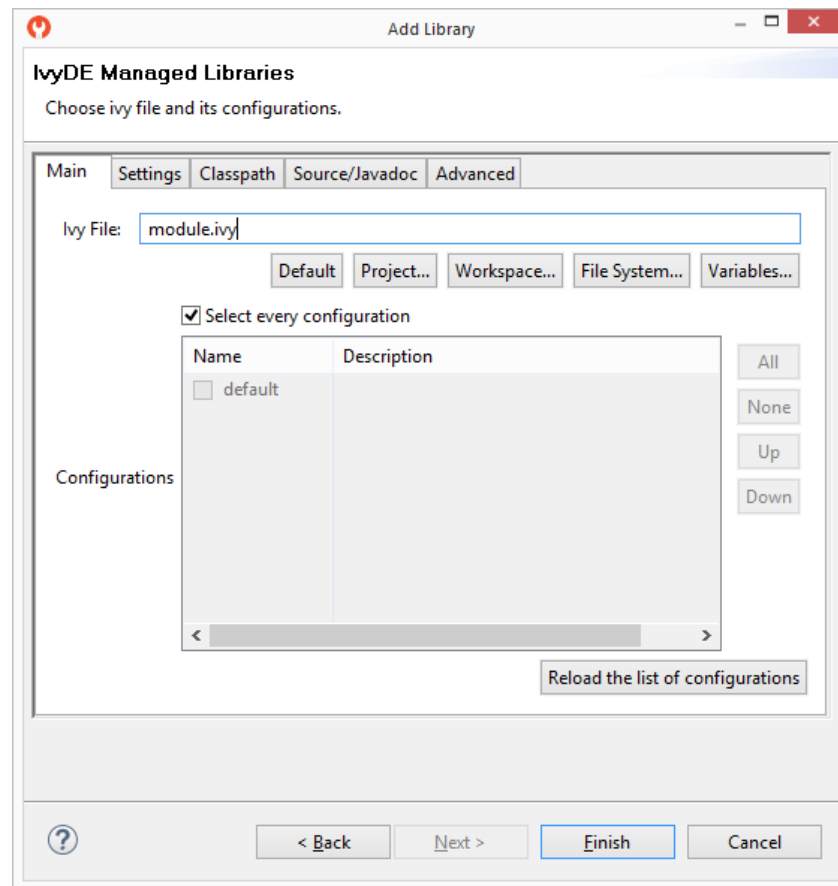 Add Library
IvyDE Managed Libraries
Choose ivy file and its configurations.
Main Settings Classpath Source/Javadoc Advanced
Ivy File: module.ivy
Default Project... Workspace... File System... Variables...
Select every configuration
Name Description
All
default
None
Up
Configurations
Down
Reload the list of configurations
? < Back Next > Finish Cancel